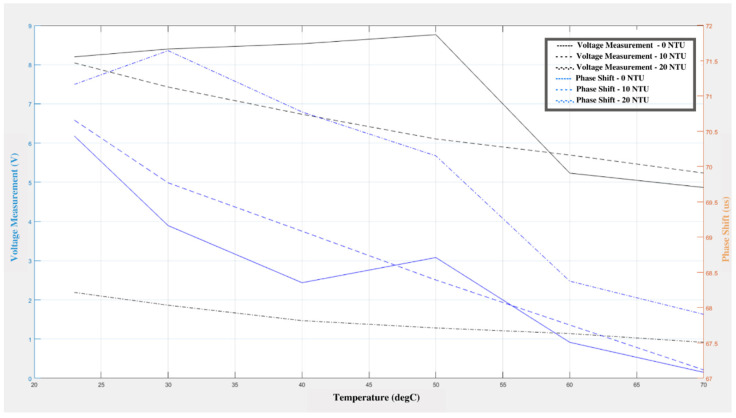 9
8
7
6
5
4
3
2
1
0
Voltage Measurement (V)
72
71.5
71
70.5
70
69.5
69
68.5
68
67.5
67
Phase Shift (us)
Voltage Measurement - 0 NTU
Voltage Measurement - 10 NTU
Voltage Measurement - 20 NTU
Phase Shift - 0 NTU
Phase Shift - 10 NTU
Phase Shift - 20 NTU
20 25 30 35 40 45 50 55 60 65 70
Temperature (degC)